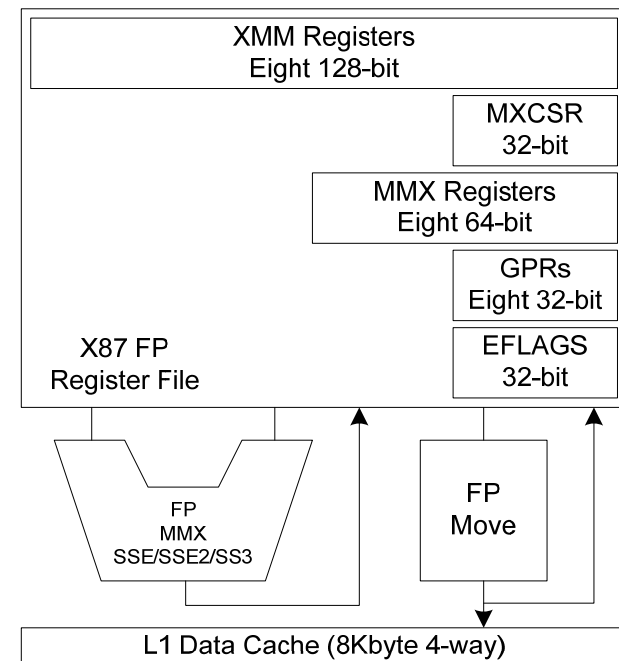 XMM Registers
Eight 128-bit
MXCSR
32-bit
MMX Registers
Eight 64-bit
GPRs
Eight 32-bit
EFLAGS
32-bit
X87 FP
Register File
FP
MMX
SSE/SSE2/SS3
FP
Move
L1 Data Cache (8Kbyte 4-way)